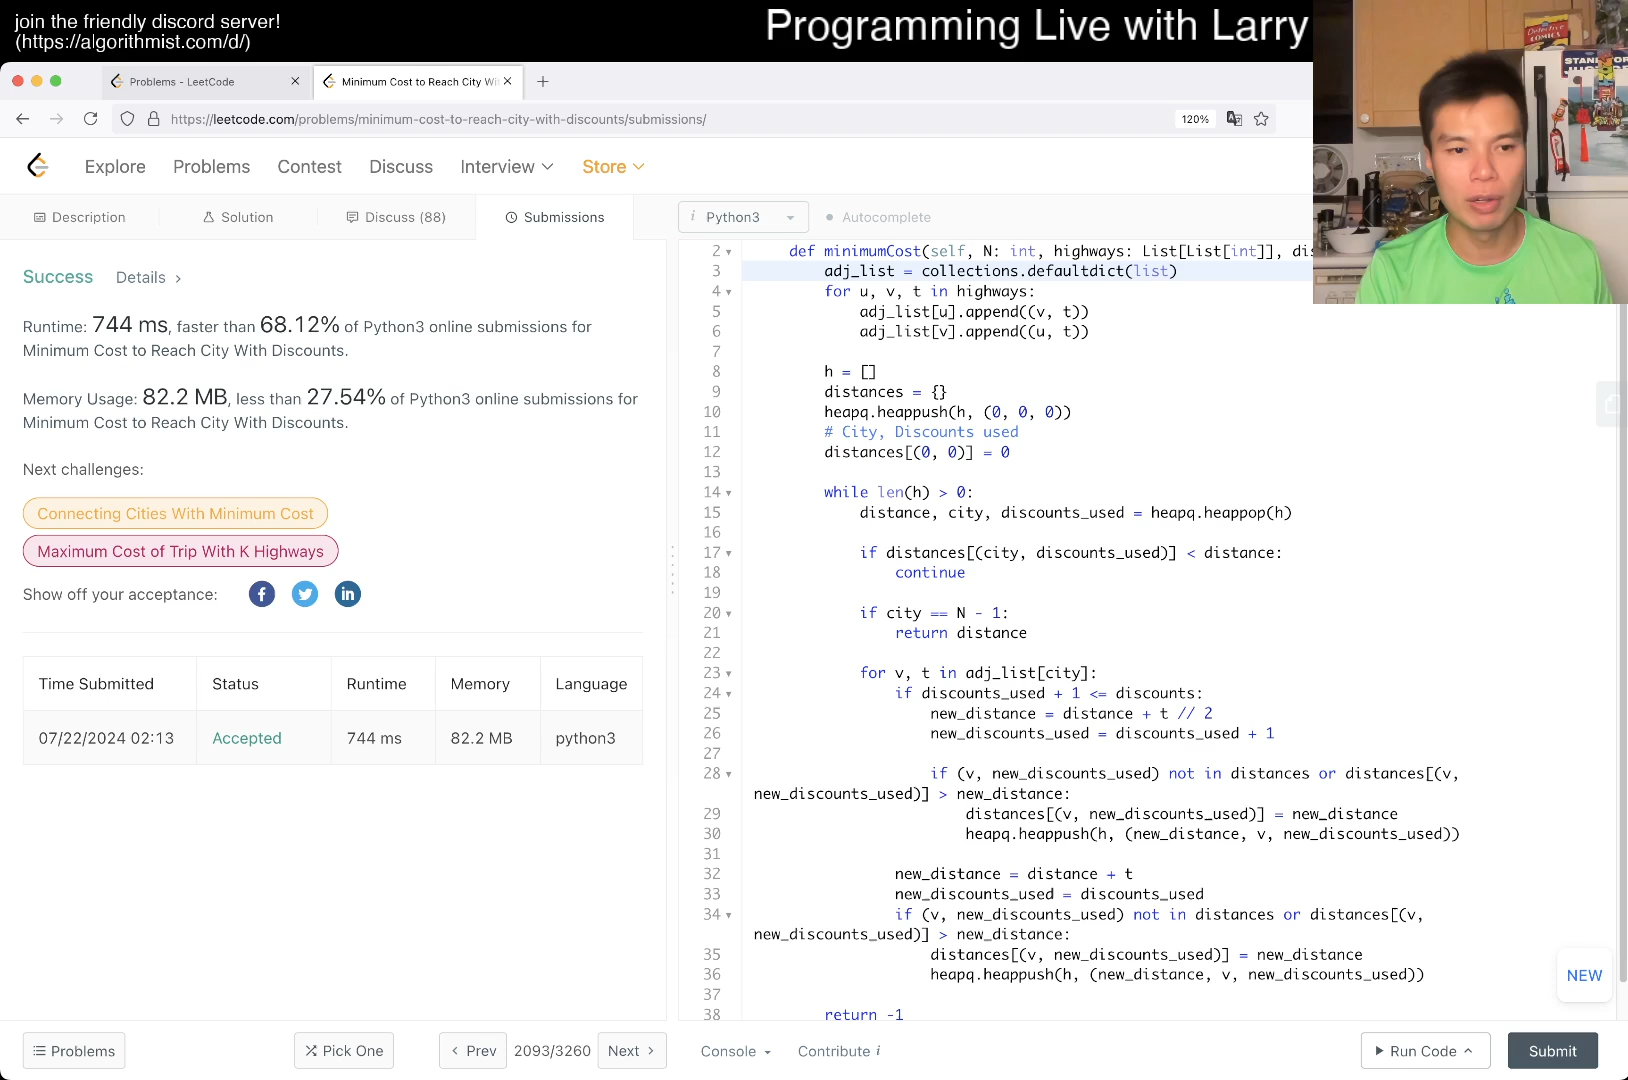 join the friendly discord server!
(https://algorithmist.com/d/)
Programming Live with Larry
Problems - LeetCode
Minimum Cost to Reach City Wit
https://leetcode.com/problems/minimum-cost-to-reach-city-with-discounts/submissions/
120%
Explore
Problems
Contest
Discuss
Interview
Store
Description
Solution
Discuss (88)
Submissions
i Python3
Autocomplete
Success Details >
Runtime: 744 ms, faster than 68.12% of Python3 online submissions for
Minimum Cost to Reach City With Discounts.
Memory Usage: 82.2 MB, less than 27.54% of Python3 online submissions for
Minimum Cost to Reach City With Discounts.
Next challenges:
Connecting Cities With Minimum Cost
Maximum Cost of Trip With K Highways
Show off your acceptance:
Time Submitted Status Runtime Memory Language
07/22/2024 02:13 Accepted 744 ms 82.2 MB python3
2 def minimumCost(self, N: int, highways: List[List[int]], dis
3 adj_list = collections.defaultdict(list)
4 for u, v, t in highways:
5 adj_list[u].append((v, t))
6 adj_list[v].append((u, t))
7
8 h = []
9 distances = {}
10 heapq.heappush(h, (0, 0, 0))
11 # City, Discounts used
12 distances[(0, 0)] = 0
13
14 while len(h) > 0:
15 distance, city, discounts_used = heapq.heappop(h)
16
17 if distances[(city, discounts_used)] < distance:
18 continue
19
20 if city == N - 1:
21 return distance
22
23 for v, t in adj_list[city]:
24 if discounts_used + 1 <= discounts:
25 new_distance = distance + t // 2
26 new_discounts_used = discounts_used + 1
27
28 if (v, new_discounts_used) not in distances or distances[(v,
new_discounts_used)] > new_distance:
29 distances[(v, new_discounts_used)] = new_distance
30 heapq.heappush(h, (new_distance, v, new_discounts_used))
31
32 new_distance = distance + t
33 new_discounts_used = discounts_used
34 if (v, new_discounts_used) not in distances or distances[(v,
new_discounts_used)] > new_distance:
35 distances[(v, new_discounts_used)] = new_distance
36 heapq.heappush(h, (new_distance, v, new_discounts_used))
37
38 return -1
NEW
Problems
Pick One
< Prev
2093/3260
Next >
Console
Contribute i
Run Code
Submit